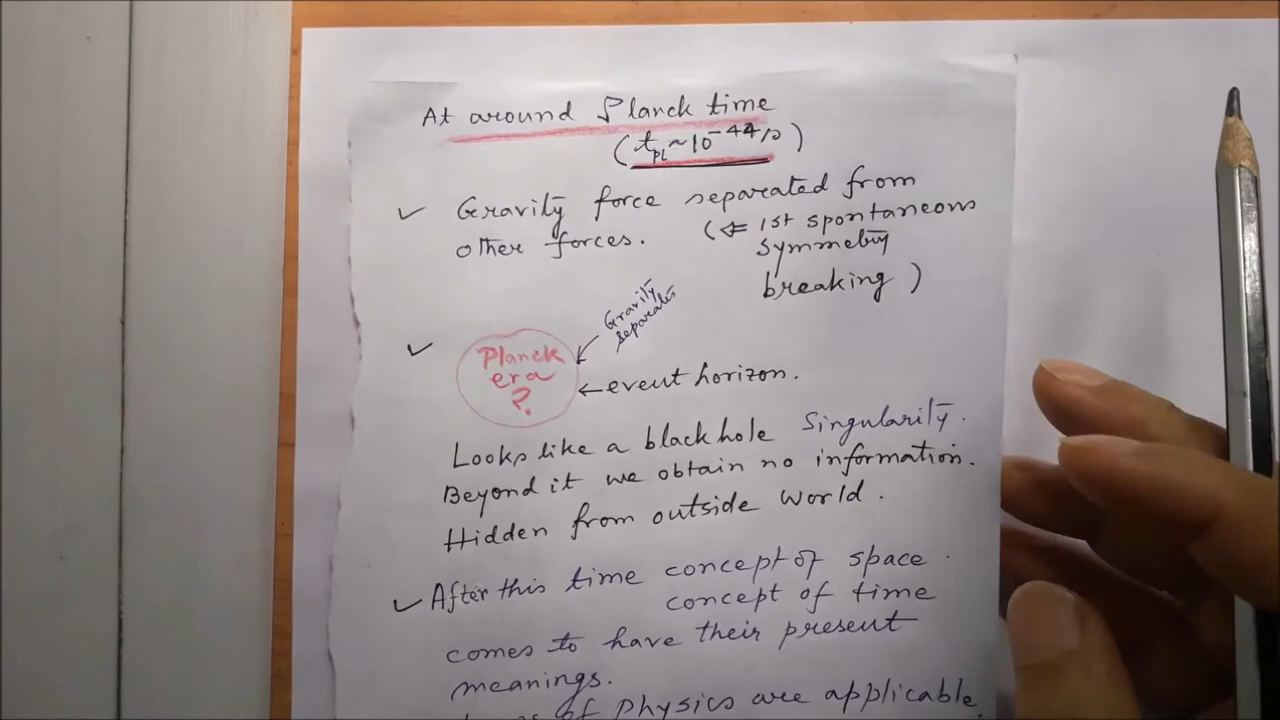 At around Planck time
(t_pl ~ 10^-44 s)
✓ Gravity force separated from
other forces. (⇐ 1st spontaneous
symmetry
breaking)
Gravity
separates
✓ Planck
era
?
← event horizon.
Looks like a black hole Singularity.
Beyond it we obtain no information.
Hidden from outside world.
✓ After this time concept of space.
concept of time
comes to have their present
meanings.
of physics are applicable.